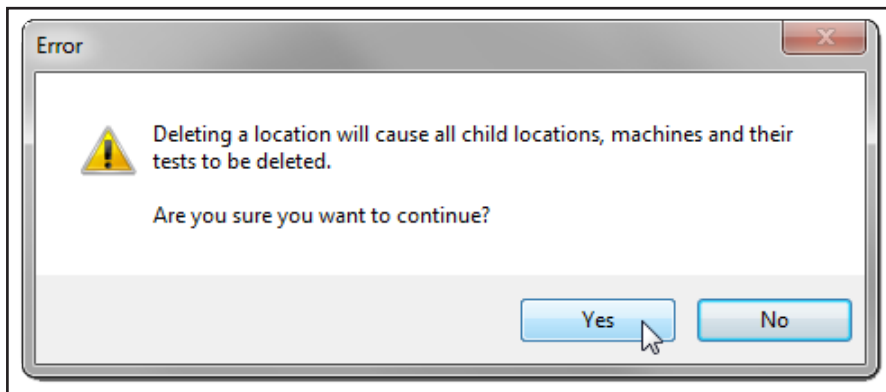 Error
Deleting a location will cause all child locations, machines and their
tests to be deleted.
Are you sure you want to continue?
Yes
No